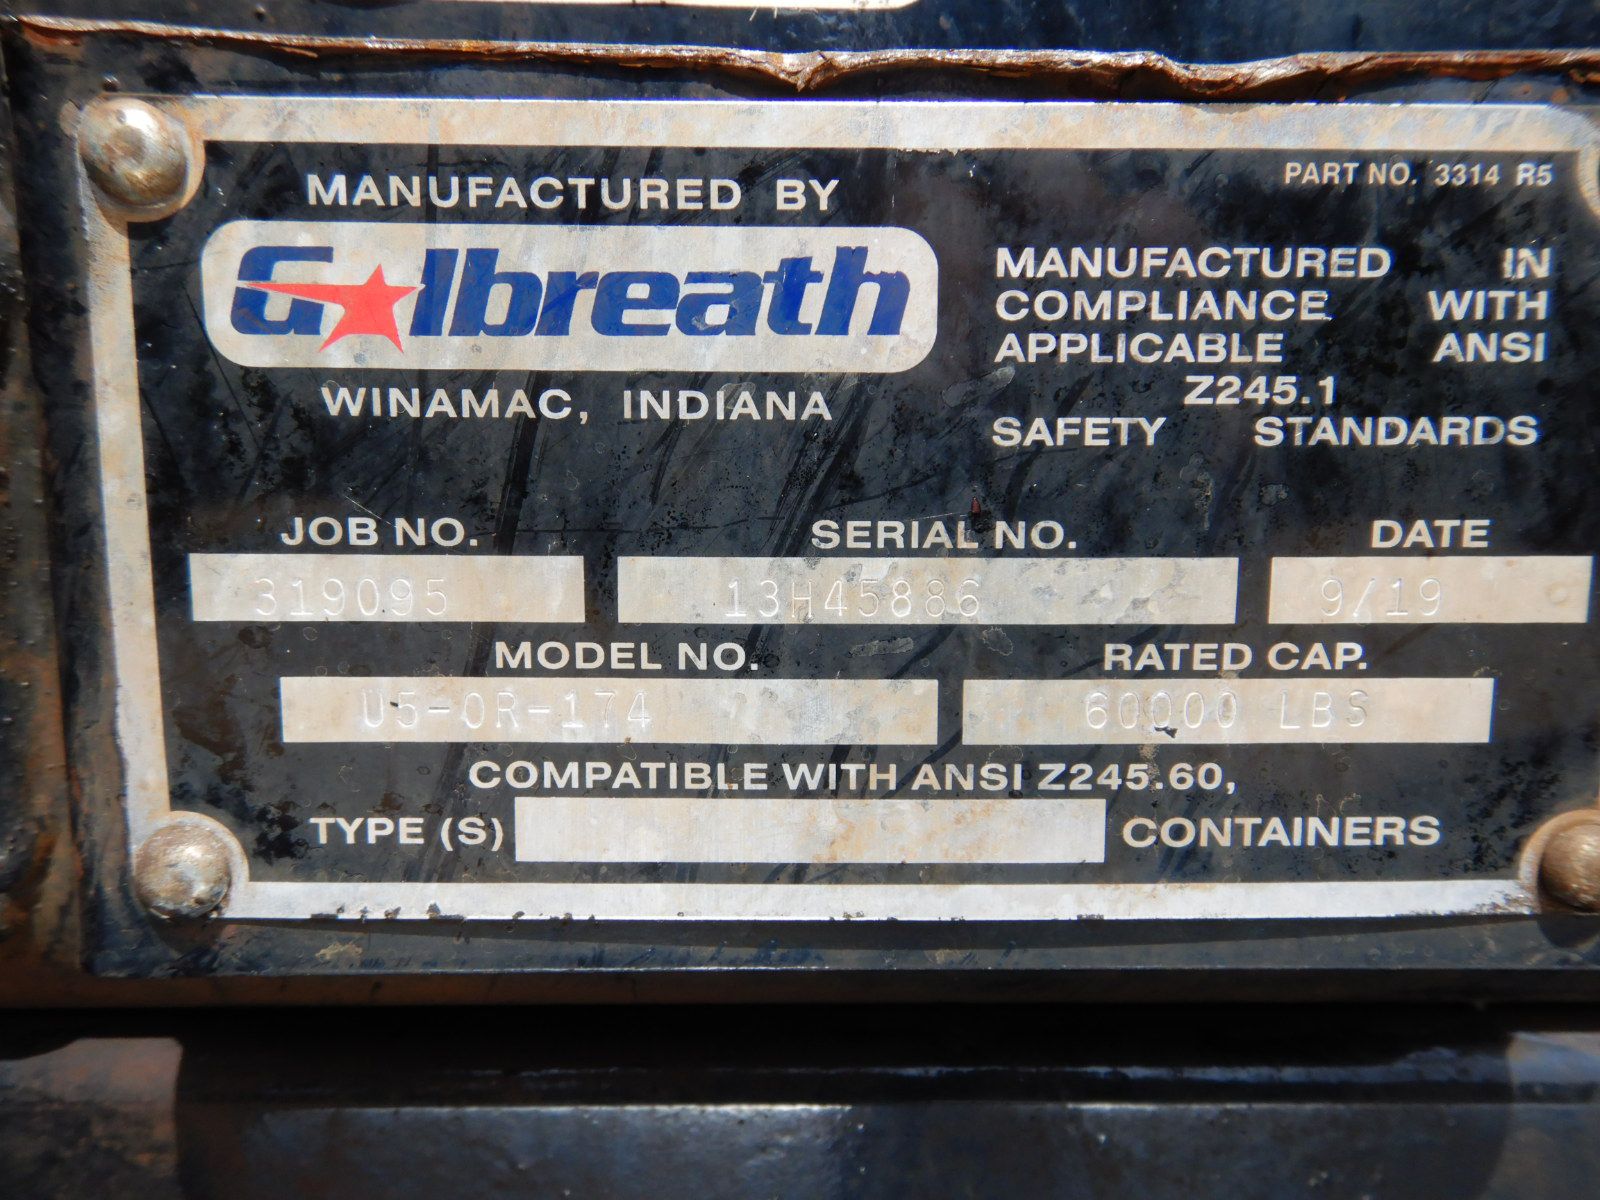 PART NO. 3314 R5
MANUFACTURED BY
Galbreath
WINAMAC, INDIANA
MANUFACTURED IN
COMPLIANCE WITH
APPLICABLE ANSI
Z245.1
SAFETY STANDARDS
JOB NO. SERIAL NO. DATE
319095 13H45886 9/19
MODEL NO. RATED CAP.
U5-OR-174 60000 LBS
COMPATIBLE WITH ANSI Z245.60,
TYPE (S) CONTAINERS